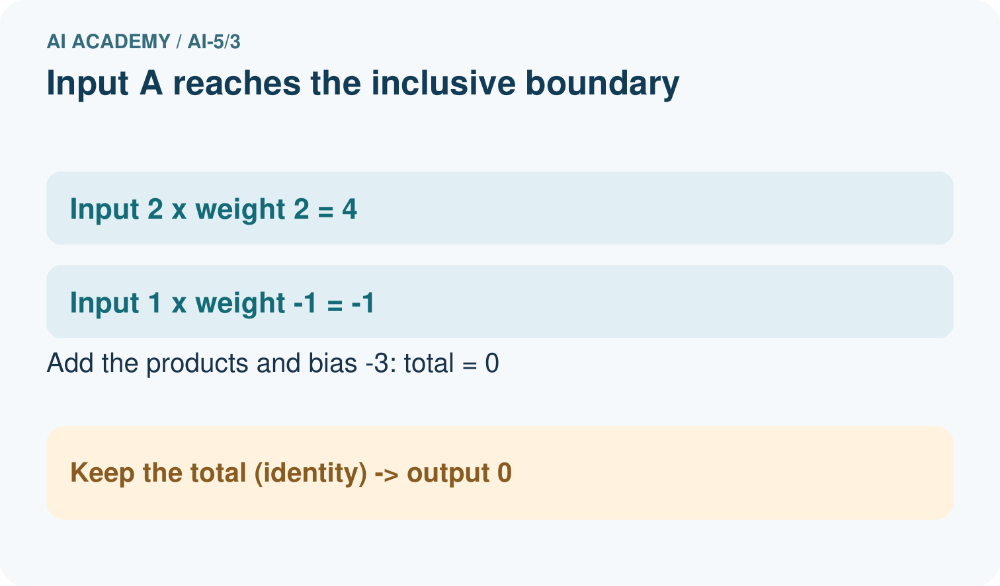 AI ACADEMY / AI-5/3
Input A reaches the inclusive boundary
Input 2 x weight 2 = 4
Input 1 x weight -1 = -1
Add the products and bias -3: total = 0
Keep the total (identity) -> output 0